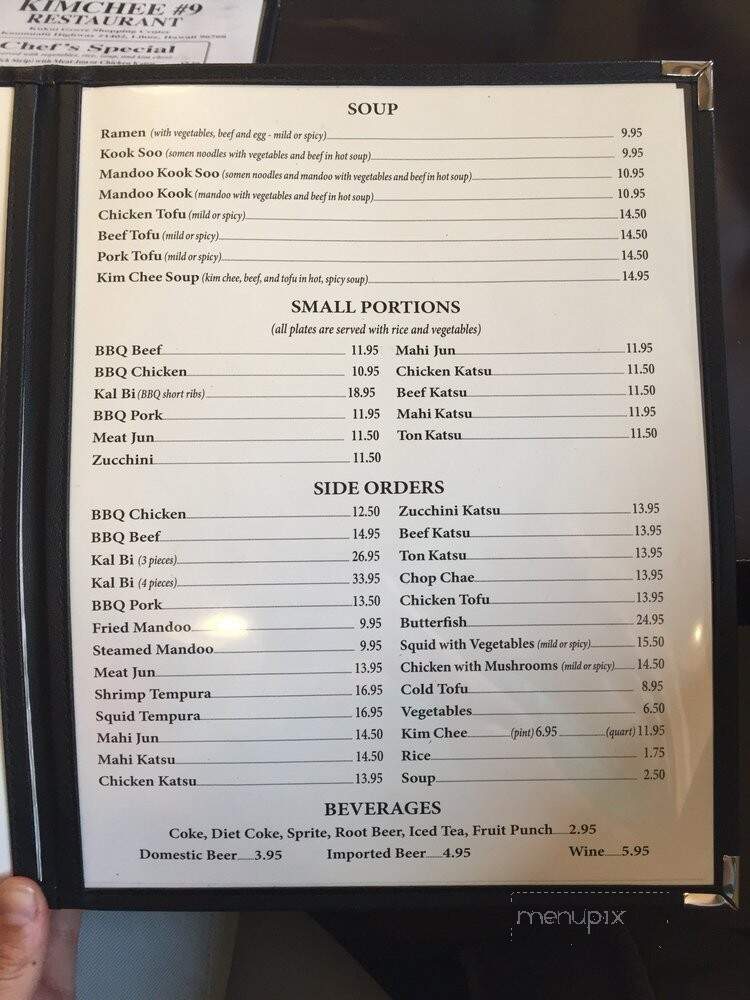 KIMCHEE #9
RESTAURANT
Kukui Grove Shopping Center
Kaumualii Highway Lihue, Hawaii 96766
Chef's Special
SOUP
Ramen (with vegetables, beef and egg - mild or spicy) 9.95
Kook Soo (somen noodles with vegetables and beef in hot soup) 9.95
Mandoo Kook Soo (somen noodles and mandoo with vegetables and beef in hot soup) 10.95
Mandoo Kook (mandoo with vegetables and beef in hot soup) 10.95
Chicken Tofu (mild or spicy) 14.50
Beef Tofu (mild or spicy) 14.50
Pork Tofu (mild or spicy) 14.50
Kim Chee Soup (kim chee, beef, and tofu in hot, spicy soup) 14.95
SMALL PORTIONS
(all plates are served with rice and vegetables)
BBQ Beef 11.95
BBQ Chicken 10.95
Kal Bi (BBQ short ribs) 18.95
BBQ Pork 11.95
Meat Jun 11.50
Zucchini 11.50
Mahi Jun 11.95
Chicken Katsu 11.50
Beef Katsu 11.50
Mahi Katsu 11.95
Ton Katsu 11.50
SIDE ORDERS
BBQ Chicken 12.50
BBQ Beef 14.95
Kal Bi (3 pieces) 26.95
Kal Bi (4 pieces) 33.95
BBQ Pork 13.50
Fried Mandoo 9.95
Steamed Mandoo 9.95
Meat Jun 13.95
Shrimp Tempura 16.95
Squid Tempura 16.95
Mahi Jun 14.50
Mahi Katsu 14.50
Chicken Katsu 13.95
Zucchini Katsu 13.95
Beef Katsu 13.95
Ton Katsu 13.95
Chop Chae 13.95
Chicken Tofu 13.95
Butterfish 24.95
Squid with Vegetables (mild or spicy) 15.50
Chicken with Mushrooms (mild or spicy) 14.50
Cold Tofu 8.95
Vegetables 6.50
Kim Chee (pint) 6.95 (quart) 11.95
Rice 1.75
Soup 2.50
BEVERAGES
Coke, Diet Coke, Sprite, Root Beer, Iced Tea, Fruit Punch 2.95
Domestic Beer 3.95 Imported Beer 4.95 Wine 5.95
menupix